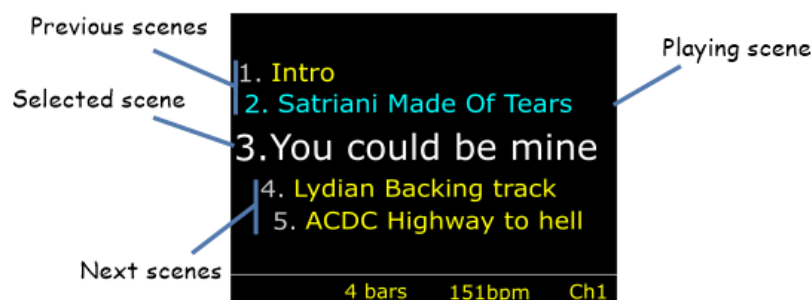 Previous scenes
Playing scene
1. Intro
Selected scene
2. Satriani Made Of Tears
3.You could be mine
4. Lydian Backing track
5. ACDC Highway to hell
Next scenes
4 bars 151bpm Ch1